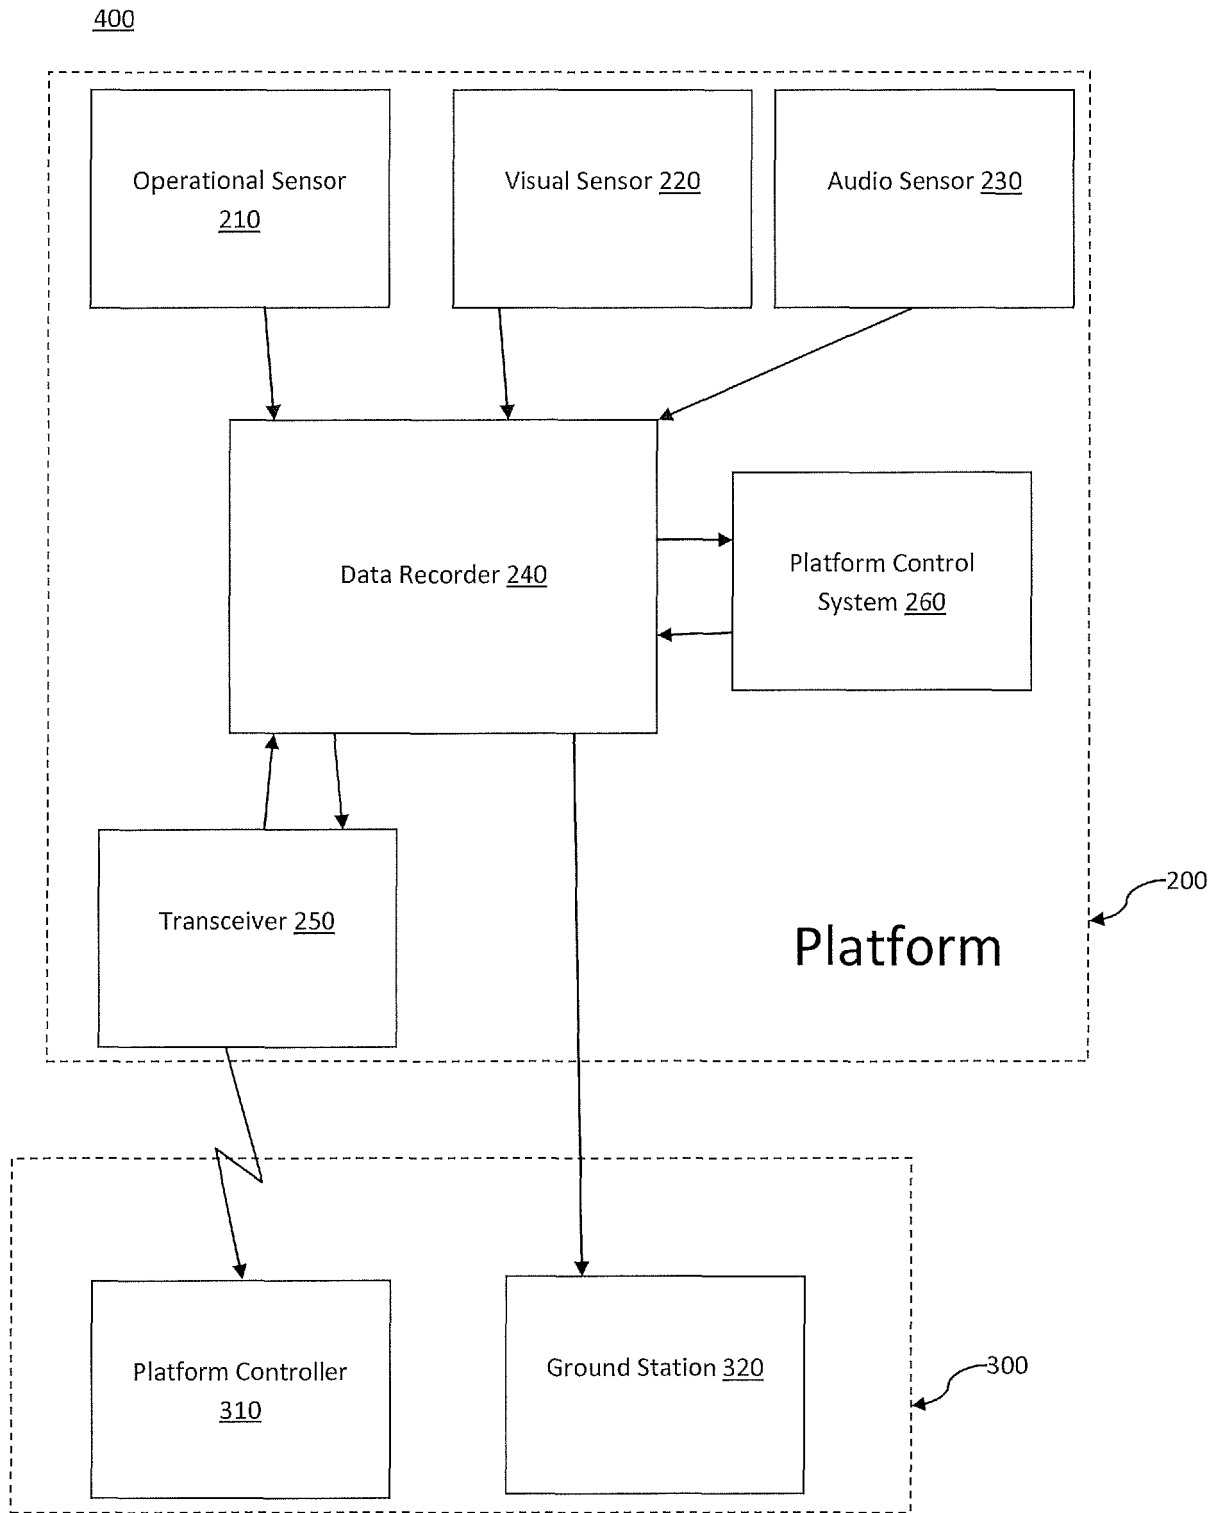 400
Operational Sensor
210
Visual Sensor 220
Audio Sensor 230
Data Recorder 240
Platform Control
System 260
Transceiver 250
200
Platform
Platform Controller
310
Ground Station 320
300